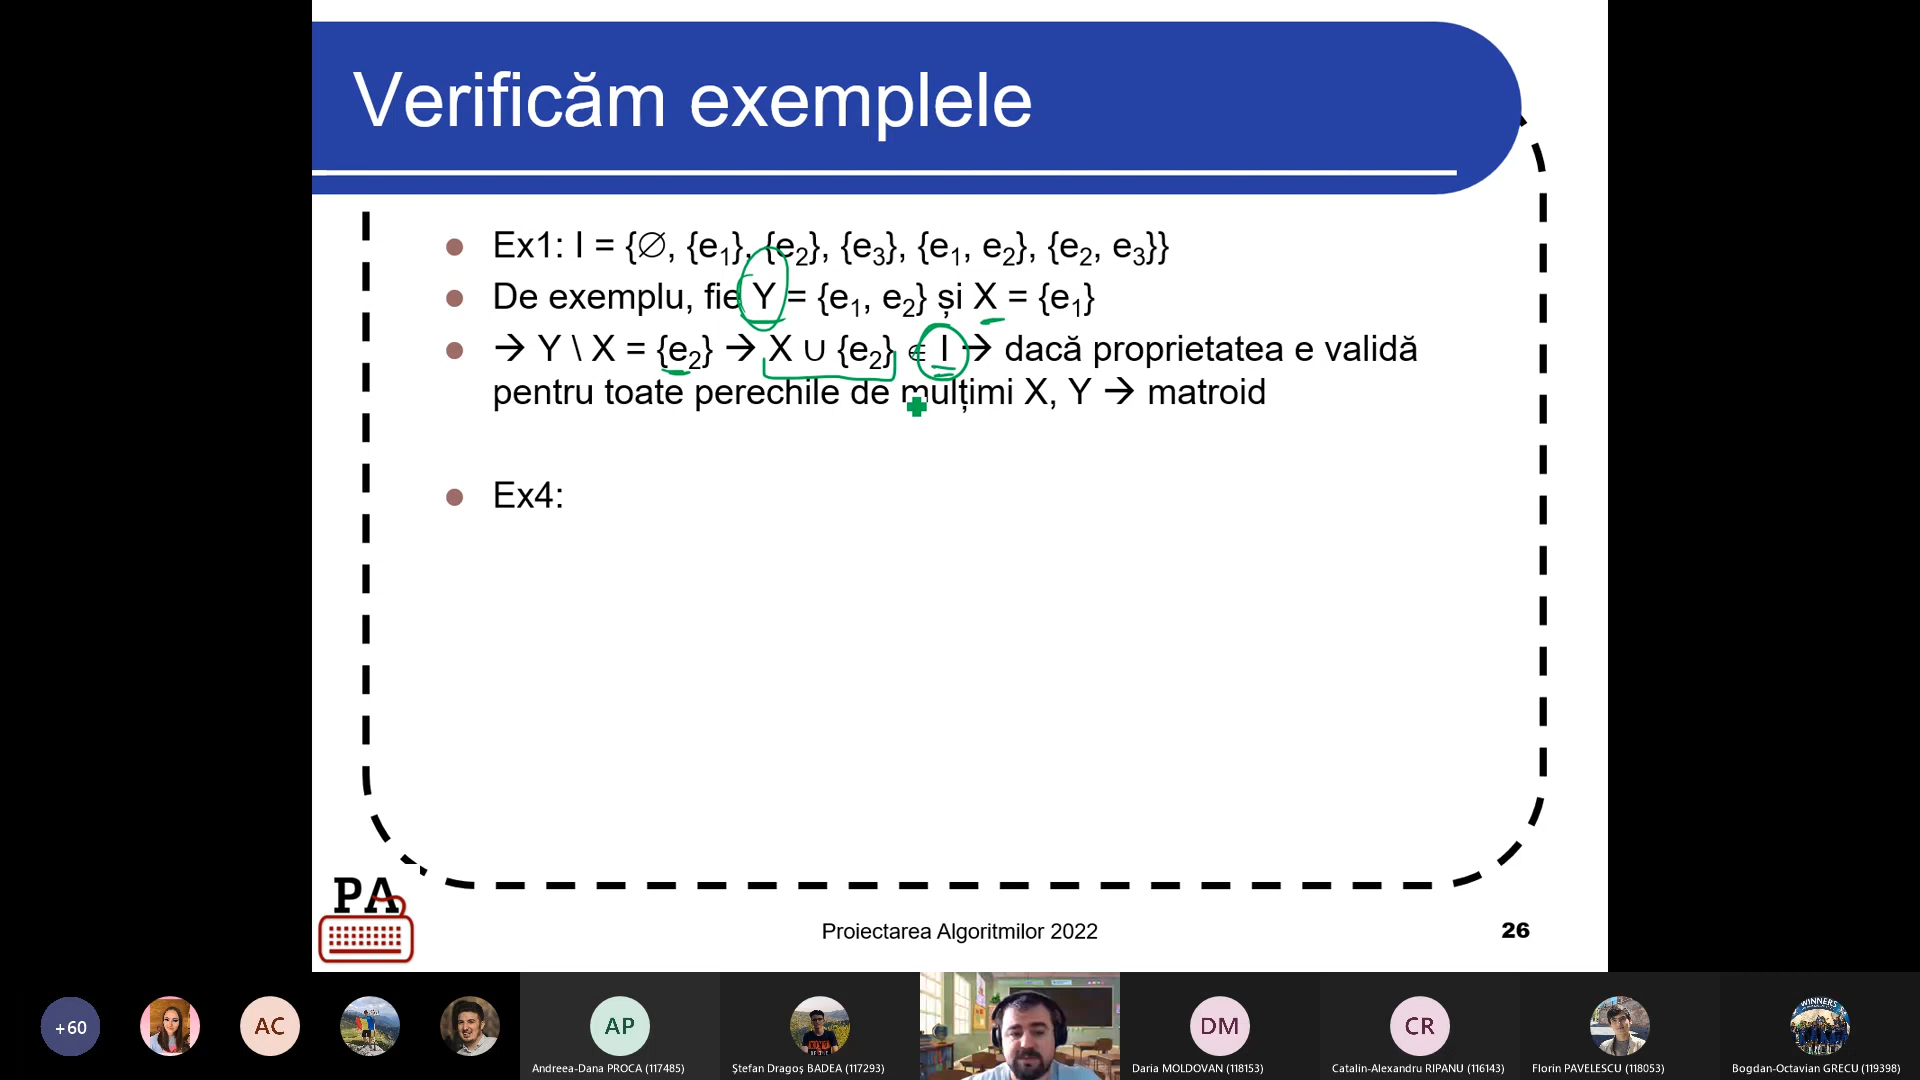 Verificăm exemplele
Ex1: I = {∅, {e1}, {e2}, {e3}, {e1, e2}, {e2, e3}}
De exemplu, fie Y = {e1, e2} și X = {e1}
→ Y \ X = {e2} → X ∪ {e2} ∈ I → dacă proprietatea e validă
pentru toate perechile de mulțimi X, Y → matroid
Ex4:
PA
Proiectarea Algoritmilor 2022
26
+60
AC
AP
Andreea-Dana PROCA (117485)
Ștefan Dragoș BADEA (117293)
DM
Daria MOLDOVAN (118153)
CR
Catalin-Alexandru RIPANU (116143)
Florin PAVELESCU (118053)
WINNERS
Bogdan-Octavian GRECU (119398)